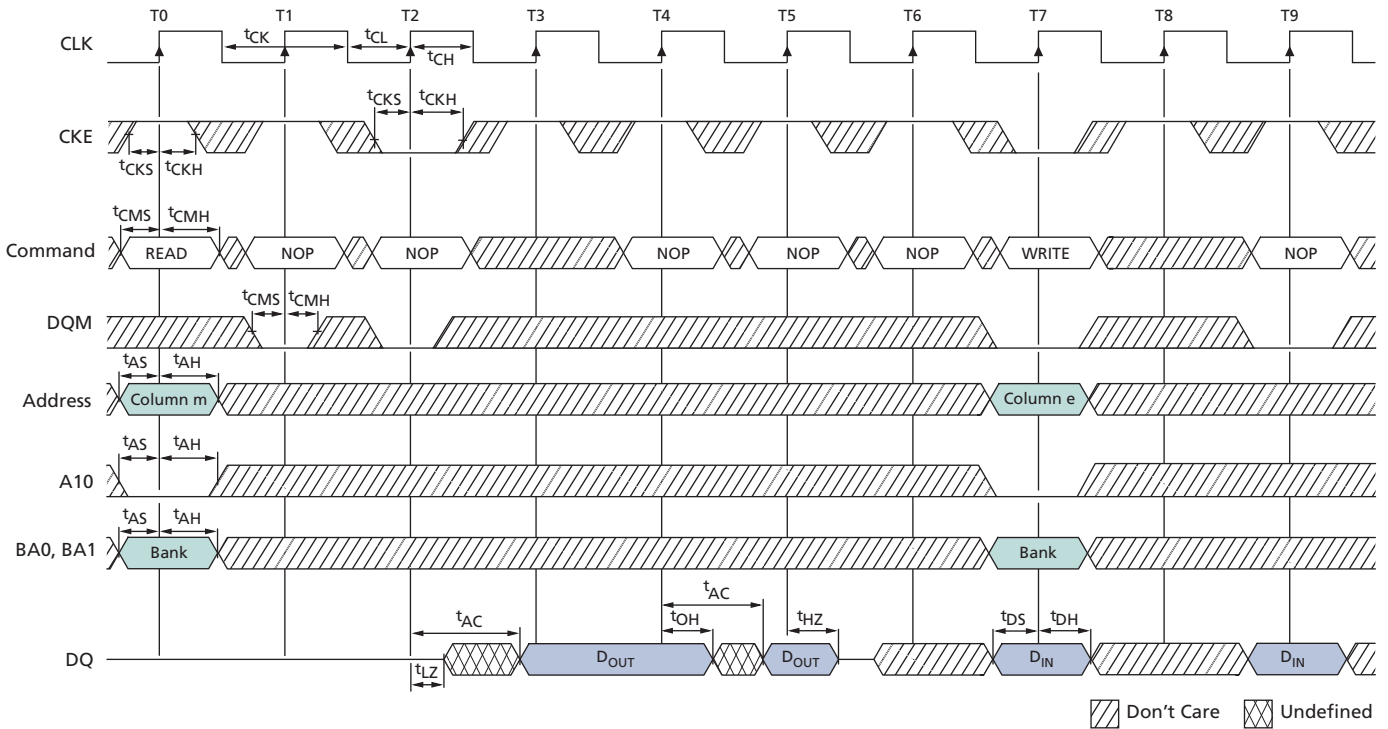 T0 T1 T2 T3 T4 T5 T6 T7 T8 T9
CLK
tCK tCL
tCH
tCKS tCKH
CKE
tCKS tCKH
tCMS tCMH
Command READ NOP NOP NOP NOP NOP WRITE NOP
tCMS tCMH
DQM
tAS tAH
Address Column m Column e
tAS tAH
A10
tAS tAH
BA0, BA1 Bank Bank
tAC
tAC tOH tHZ tDS tDH
DQ DOUT DOUT DIN DIN
tLZ
Don't Care Undefined